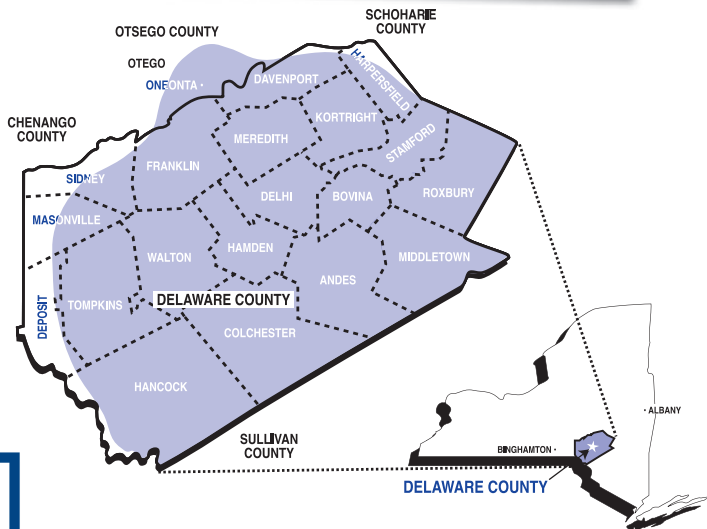 SCHOHARIE
COUNTY
OTSEGO COUNTY
OTEGO
ONEONTA
DAVENPORT
HARPERSFIELD
CHENANGO
COUNTY
KORTRIGHT
MEREDITH
STAMFORD
FRANKLIN
SIDNEY
DELHI
BOVINA
ROXBURY
MASONVILLE
WALTON
HAMDEN
MIDDLETOWN
ANDES
DEPOSIT
TOMPKINS
DELAWARE COUNTY
COLCHESTER
HANCOCK
SULLIVAN
COUNTY
ALBANY
BINGHAMTON
DELAWARE COUNTY